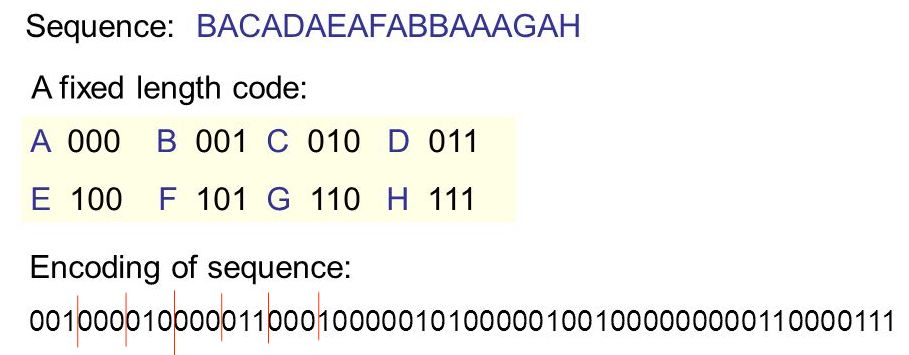 Sequence: BACADAEAFABBAAAGAH
A fixed length code:
A 000 B 001 C 010 D 011
E 100 F 101 G 110 H 111
Encoding of sequence:
001000010000011000100000101000001001000000000110000111